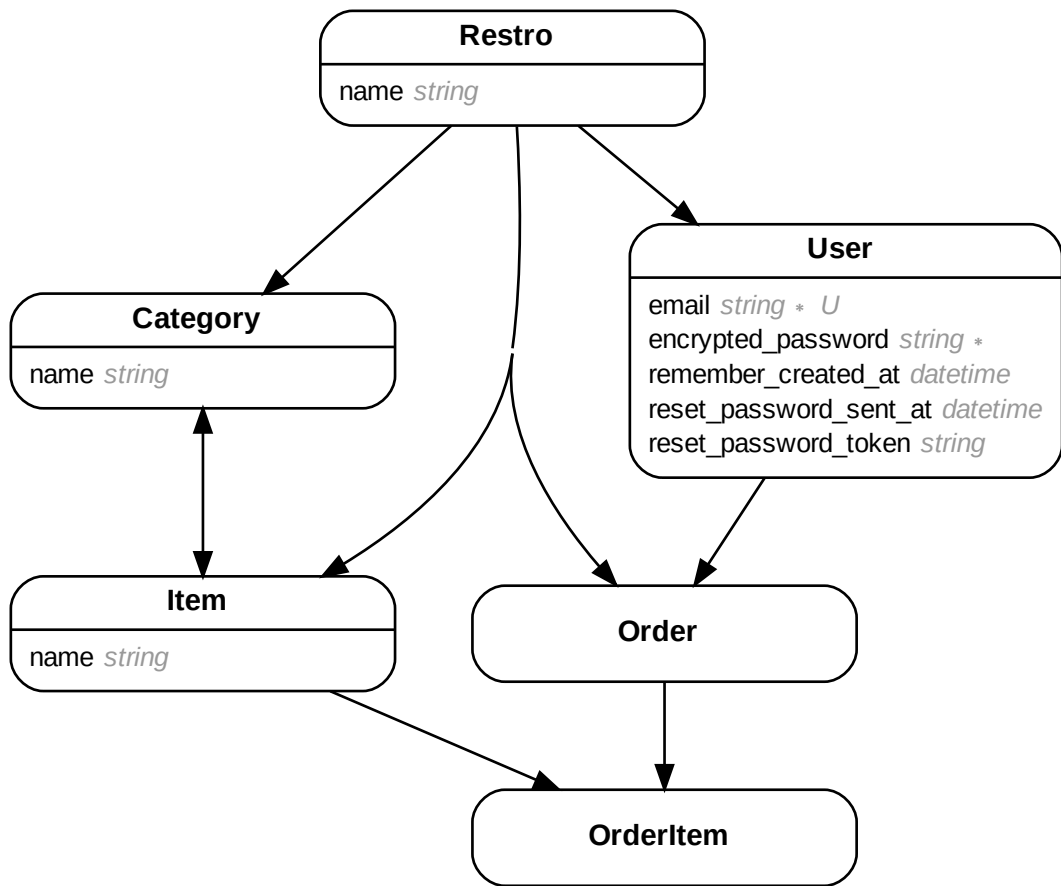 Restro
name string
User
email string * U
encrypted_password string *
remember_created_at datetime
reset_password_sent_at datetime
reset_password_token string
Category
name string
Item
name string
Order
OrderItem